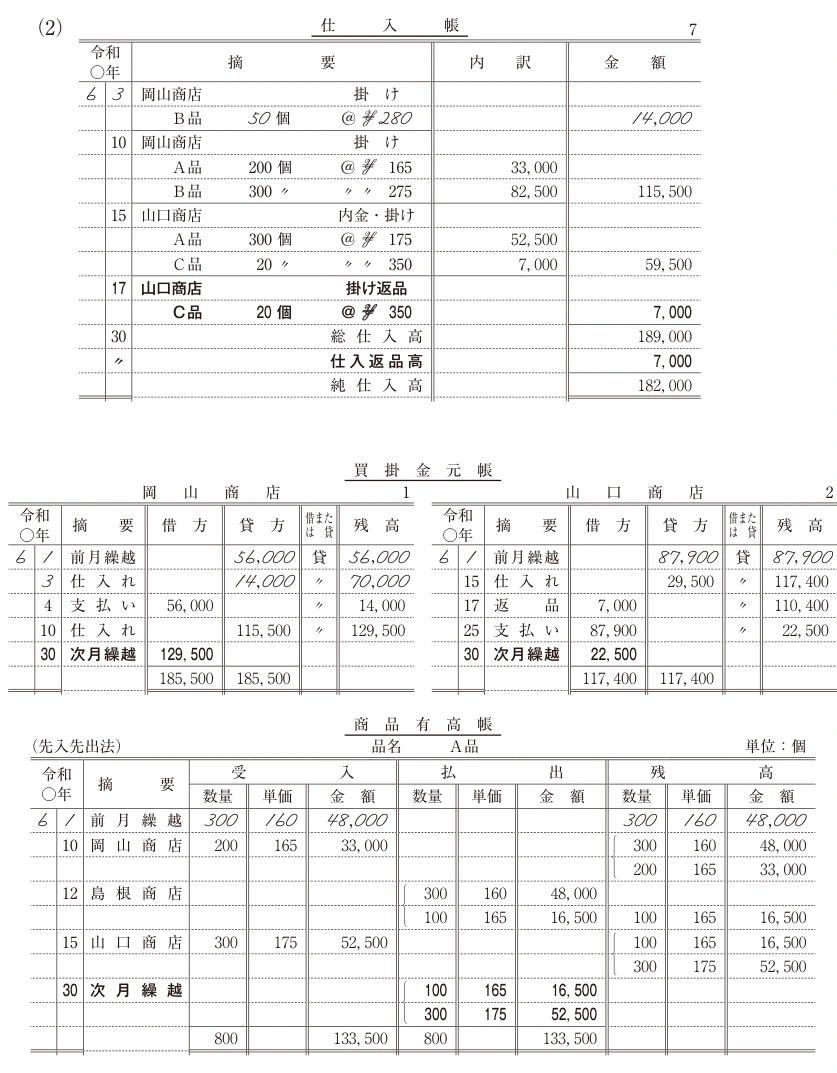 (2) 仕入帳 7
令和○年 摘要 内訳 金額
6 3 岡山商店 掛け
B品 50個 @¥280 14,000
10 岡山商店 掛け
A品 200個 @¥165 33,000
B品 300〃 〃〃275 82,500 115,500
15 山口商店 内金・掛け
A品 300個 @¥175 52,500
C品 20〃 〃〃350 7,000 59,500
17 山口商店 掛け返品
C品 20個 @¥350 7,000
30 総仕入高 189,000
〃 仕入返品高 7,000
純仕入高 182,000
買掛金元帳
岡山商店 1
令和○年 摘要 借方 貸方 借または貸 残高
6 1 前月繰越 56,000 貸 56,000
3 仕入れ 14,000 〃 70,000
4 支払い 56,000 〃 14,000
10 仕入れ 115,500 〃 129,500
30 次月繰越 129,500
185,500 185,500
山口商店 2
令和○年 摘要 借方 貸方 借または貸 残高
6 1 前月繰越 87,900 貸 87,900
15 仕入れ 29,500 〃 117,400
17 返品 7,000 〃 110,400
25 支払い 87,900 〃 22,500
30 次月繰越 22,500
117,400 117,400
商品有高帳
(先入先出法) 品名 A品 単位:個
令和○年 摘要 受入 払出 残高
数量 単価 金額 数量 単価 金額 数量 単価 金額
6 1 前月繰越 300 160 48,000 300 160 48,000
10 岡山商店 200 165 33,000 300 160 48,000
200 165 33,000
12 島根商店 300 160 48,000
100 165 16,500 100 165 16,500
15 山口商店 300 175 52,500 100 165 16,500
300 175 52,500
30 次月繰越 100 165 16,500
300 175 52,500
800 133,500 800 133,500